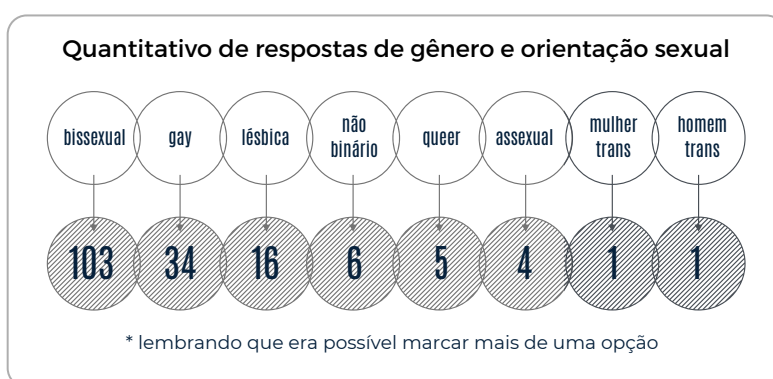 Quantitativo de respostas de gênero e orientação sexual
bissexual
gay
lésbica
não
binário
queer
assexual
mulher
trans
homem
trans
103
34
16
6
5
4
1
1
* lembrando que era possível marcar mais de uma opção